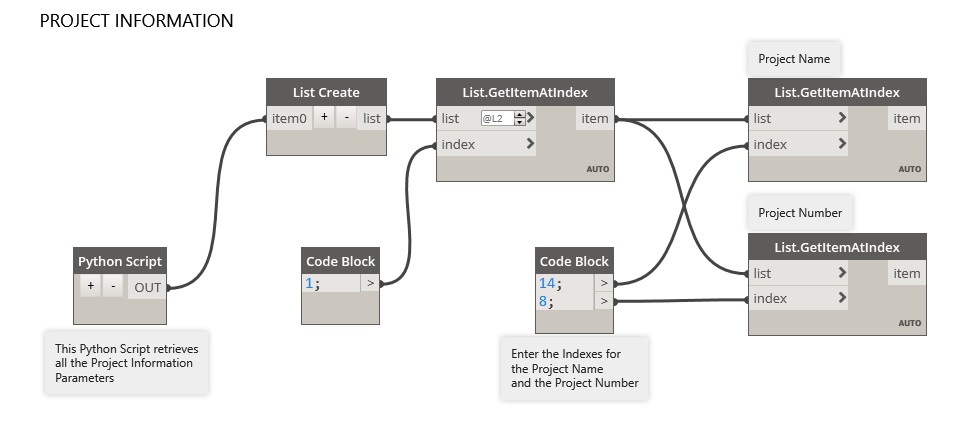 PROJECT INFORMATION
Project Name
List Create
item0 + - list
List.GetItemAtIndex
list @L2 > item
index >
AUTO
List.GetItemAtIndex
list > item
index >
AUTO
Project Number
List.GetItemAtIndex
list > item
index >
AUTO
Python Script
+ - OUT
Code Block
1; >
Code Block
14; >
8; >
This Python Script retrieves
all the Project Information
Parameters
Enter the Indexes for
the Project Name
and the Project Number